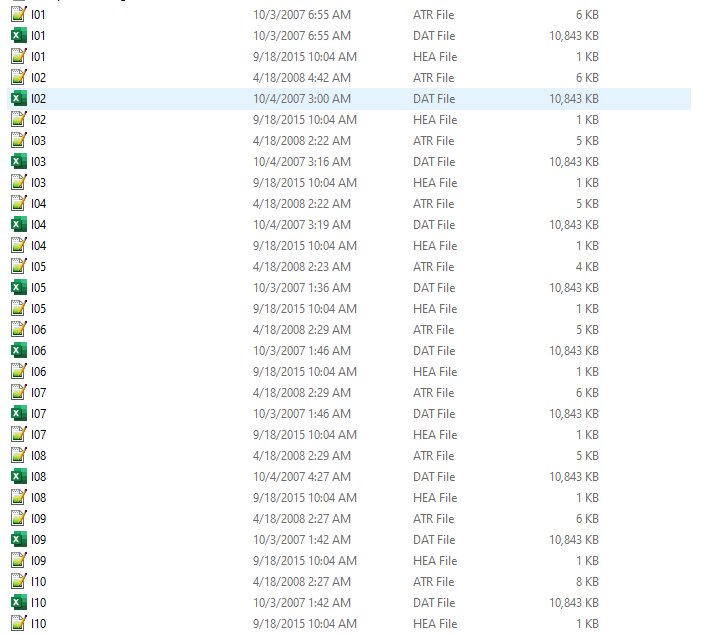 I01 10/3/2007 6:55 AM ATR File 6 KB
I01 10/3/2007 6:55 AM DAT File 10,843 KB
I01 9/18/2015 10:04 AM HEA File 1 KB
I02 4/18/2008 4:42 AM ATR File 6 KB
I02 10/4/2007 3:00 AM DAT File 10,843 KB
I02 9/18/2015 10:04 AM HEA File 1 KB
I03 4/18/2008 2:22 AM ATR File 5 KB
I03 10/4/2007 3:16 AM DAT File 10,843 KB
I03 9/18/2015 10:04 AM HEA File 1 KB
I04 4/18/2008 2:22 AM ATR File 5 KB
I04 10/4/2007 3:19 AM DAT File 10,843 KB
I04 9/18/2015 10:04 AM HEA File 1 KB
I05 4/18/2008 2:23 AM ATR File 4 KB
I05 10/3/2007 1:36 AM DAT File 10,843 KB
I05 9/18/2015 10:04 AM HEA File 1 KB
I06 4/18/2008 2:29 AM ATR File 5 KB
I06 10/3/2007 1:46 AM DAT File 10,843 KB
I06 9/18/2015 10:04 AM HEA File 1 KB
I07 4/18/2008 2:29 AM ATR File 6 KB
I07 10/3/2007 1:46 AM DAT File 10,843 KB
I07 9/18/2015 10:04 AM HEA File 1 KB
I08 4/18/2008 2:29 AM ATR File 5 KB
I08 10/4/2007 4:27 AM DAT File 10,843 KB
I08 9/18/2015 10:04 AM HEA File 1 KB
I09 4/18/2008 2:27 AM ATR File 6 KB
I09 10/3/2007 1:42 AM DAT File 10,843 KB
I09 9/18/2015 10:04 AM HEA File 1 KB
I10 4/18/2008 2:27 AM ATR File 8 KB
I10 10/3/2007 1:42 AM DAT File 10,843 KB
I10 9/18/2015 10:04 AM HEA File 1 KB